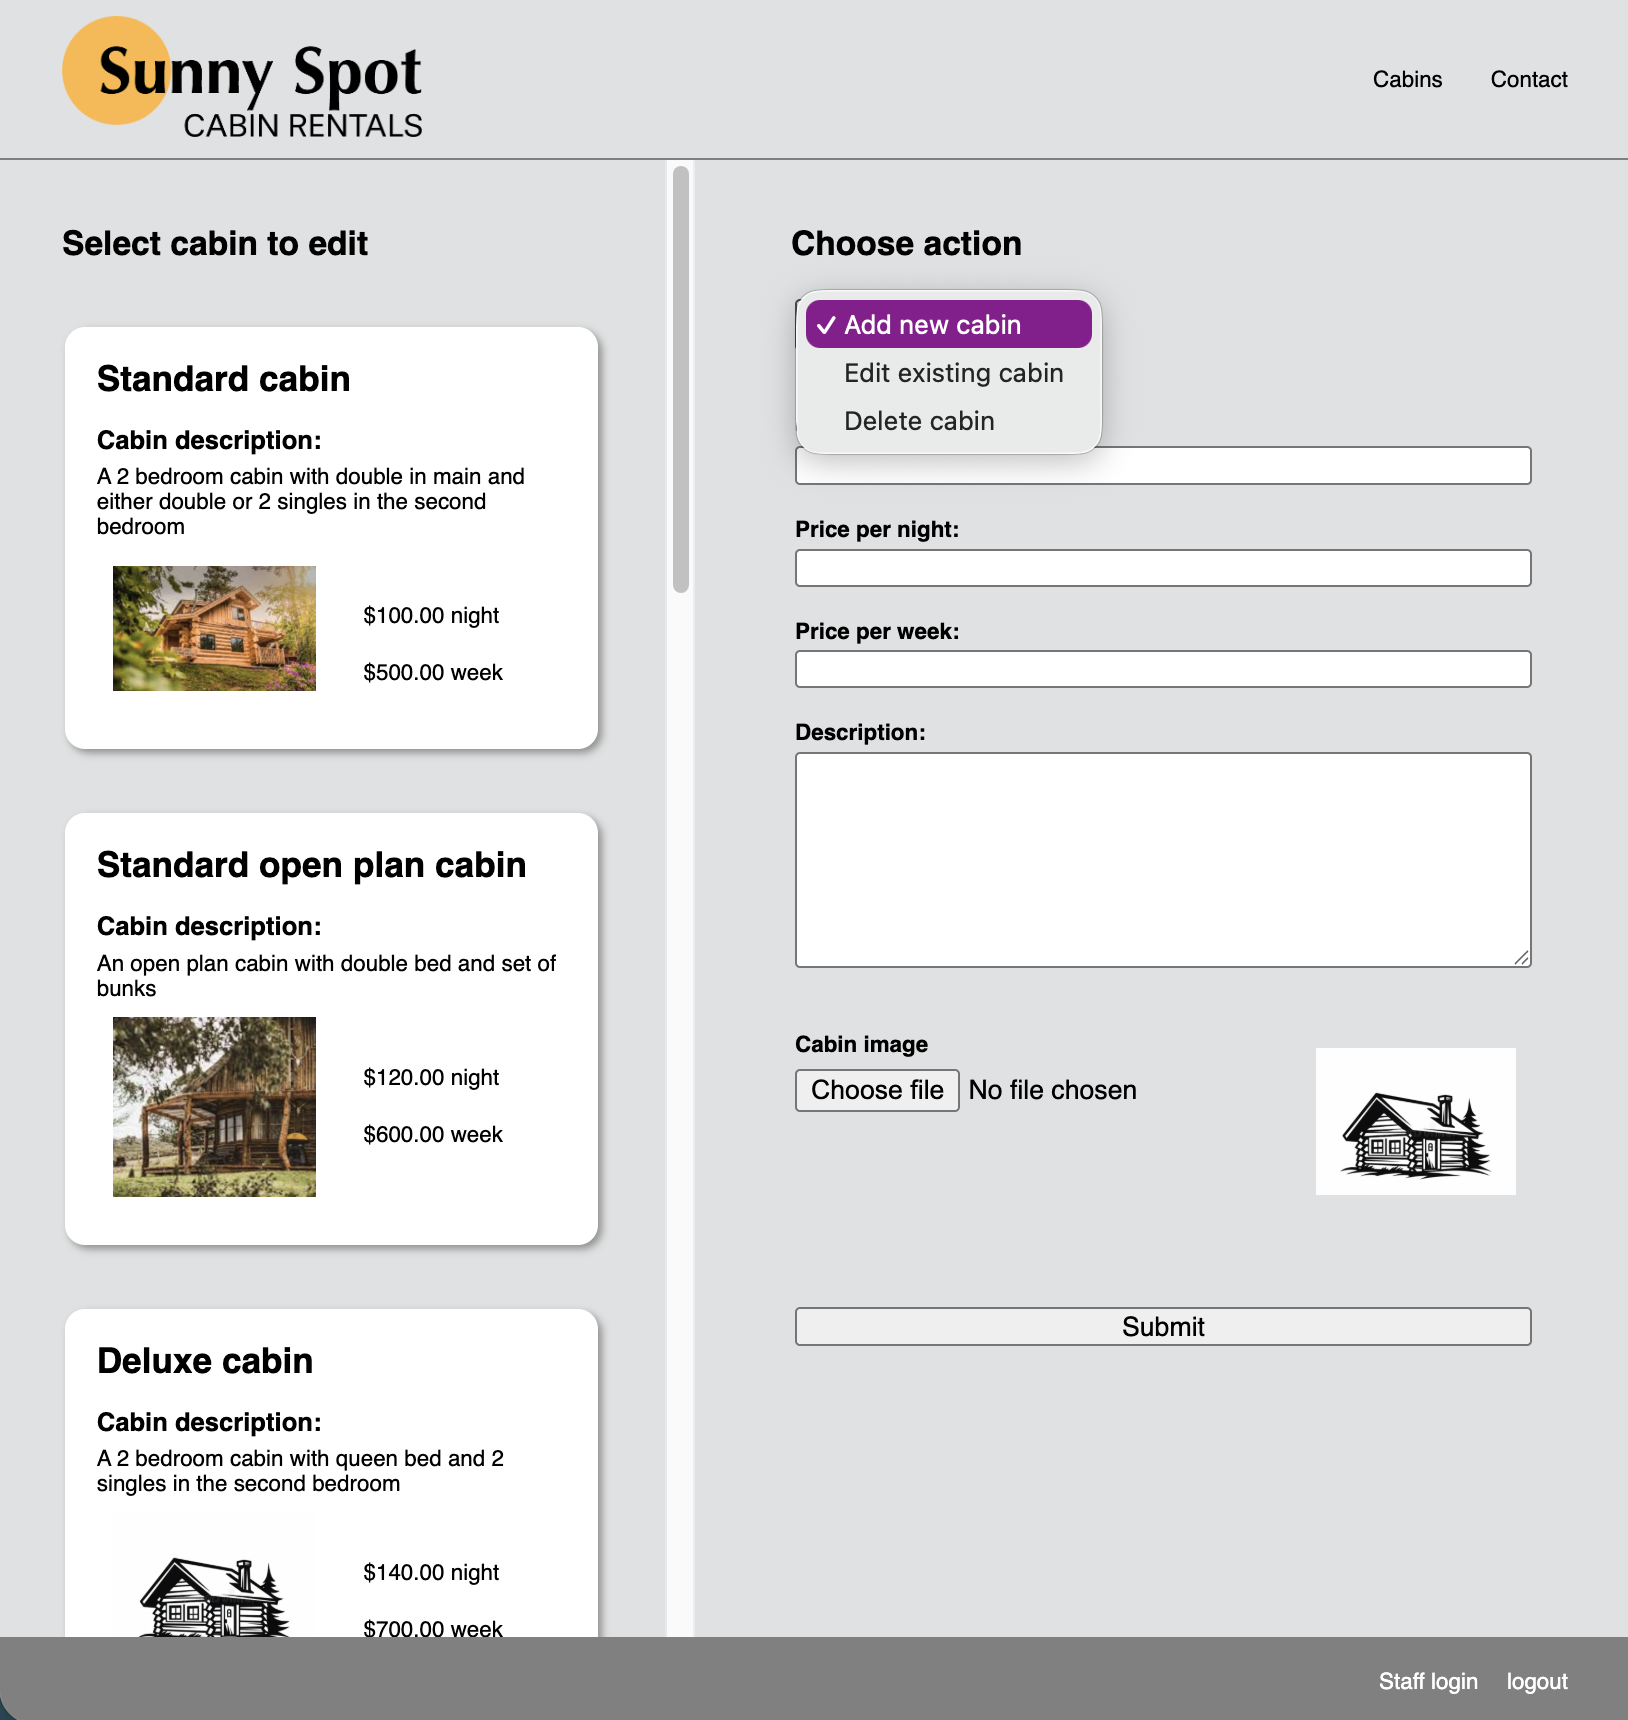 Sunny Spot
CABIN RENTALS
Cabins
Contact
Select cabin to edit
Standard cabin
Cabin description:
A 2 bedroom cabin with double in main and
either double or 2 singles in the second
bedroom
$100.00 night
$500.00 week
Standard open plan cabin
Cabin description:
An open plan cabin with double bed and set of
bunks
$120.00 night
$600.00 week
Deluxe cabin
Cabin description:
A 2 bedroom cabin with queen bed and 2
singles in the second bedroom
$140.00 night
$700.00 week
Choose action
✓ Add new cabin
Edit existing cabin
Delete cabin
Price per night:
Price per week:
Description:
Cabin image
Choose file No file chosen
Submit
Staff login
logout